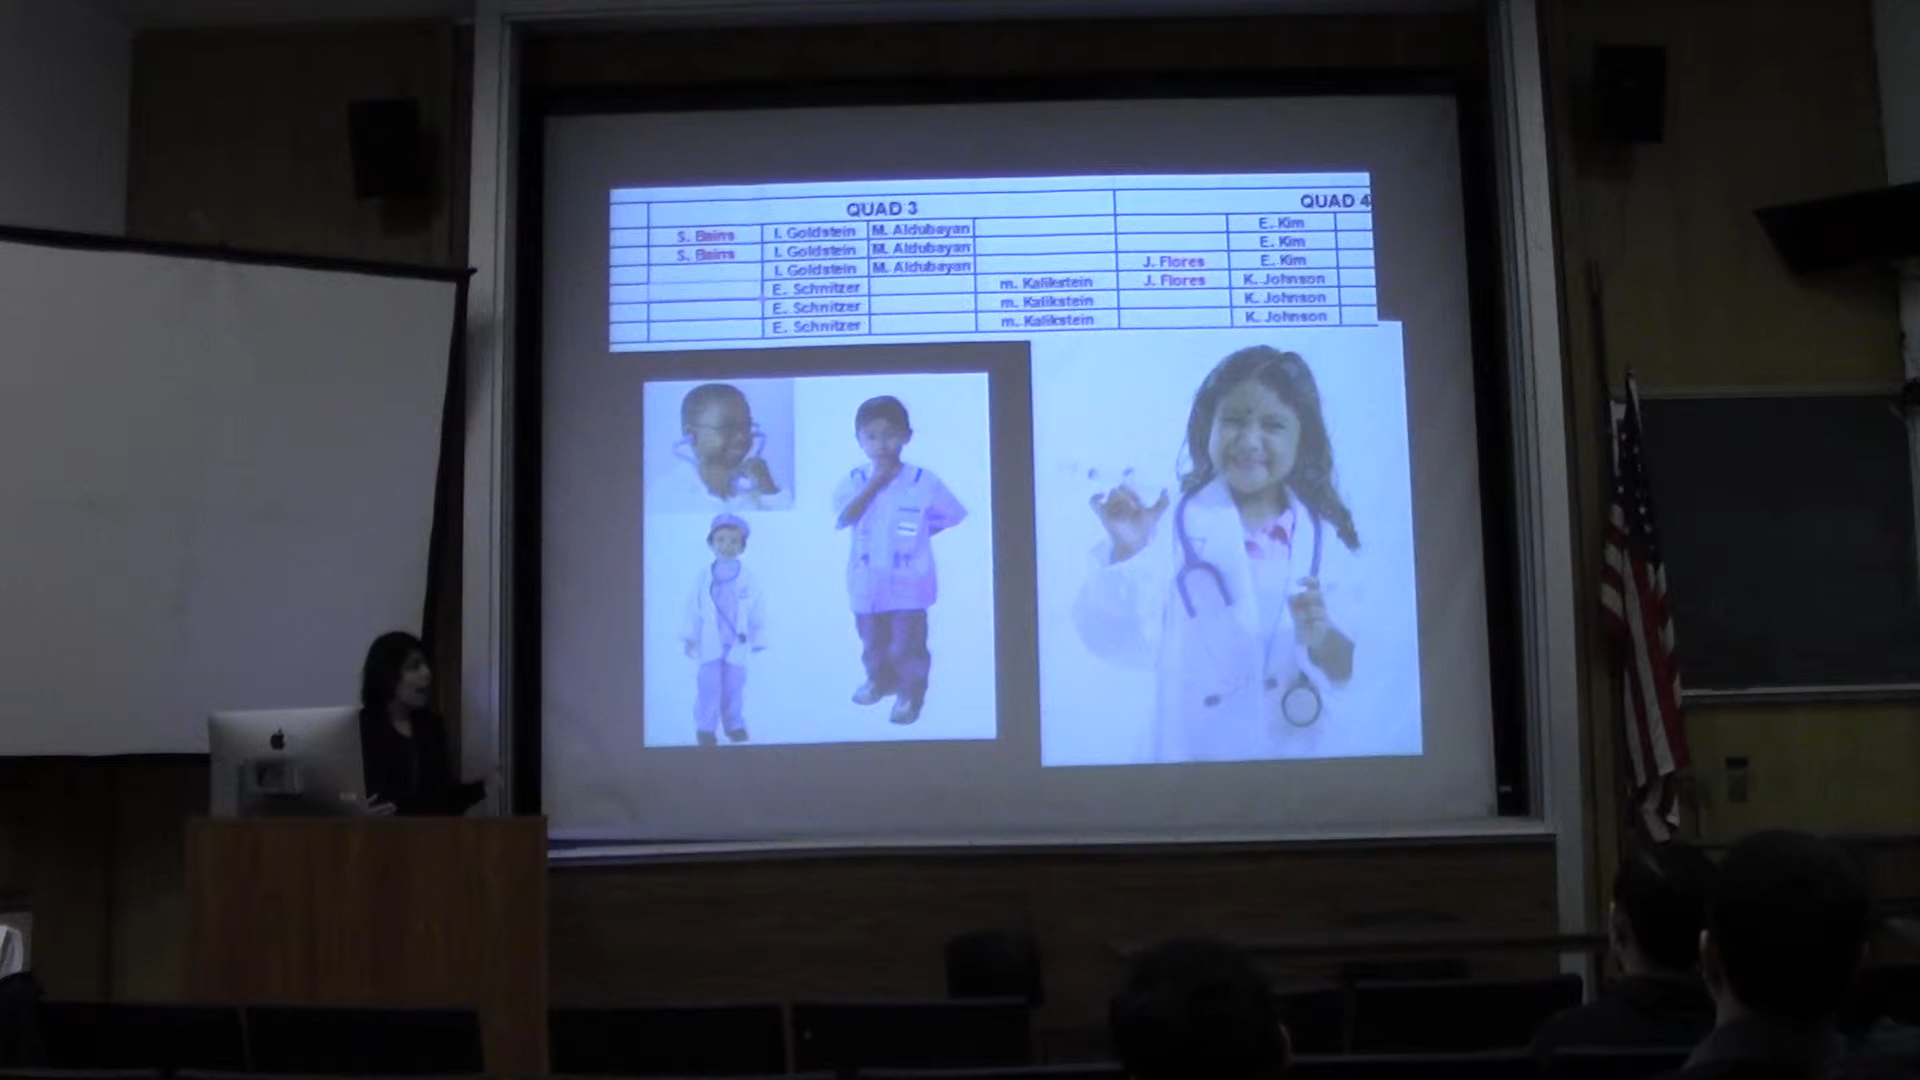 QUAD 3 QUAD 4
S. Bains I. Goldstein M. Aldubayan E. Kim
S. Bains I. Goldstein M. Aldubayan E. Kim
I. Goldstein M. Aldubayan J. Flores E. Kim
E. Schnitzer m. Kalikstein J. Flores K. Johnson
E. Schnitzer m. Kalikstein K. Johnson
E. Schnitzer m. Kalikstein K. Johnson